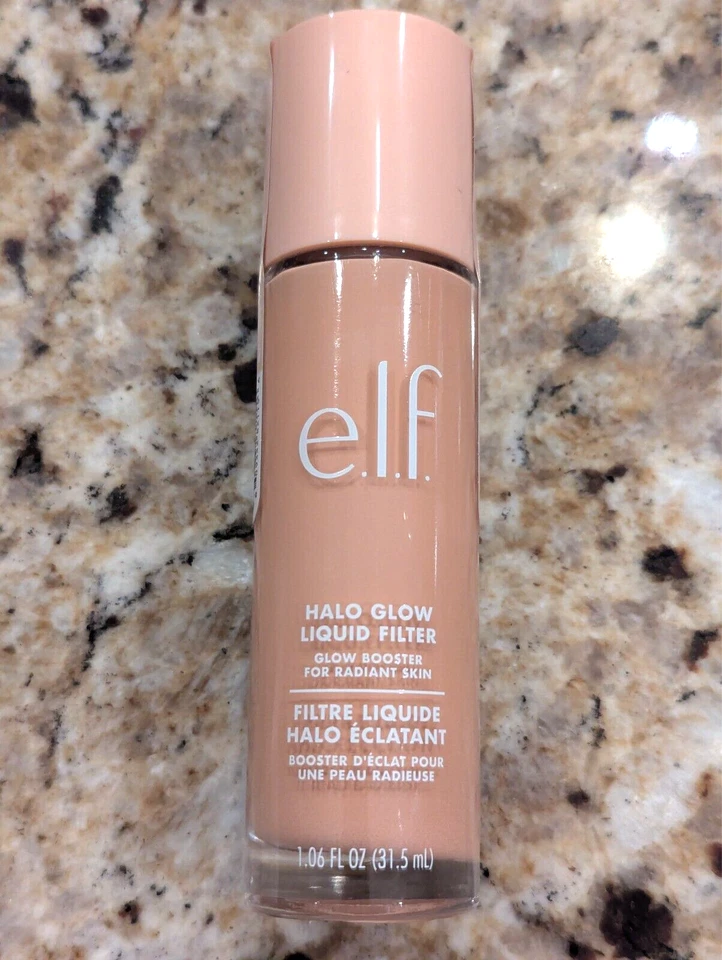 e.l.f.
HALO GLOW
LIQUID FILTER
GLOW BOOSTER
FOR RADIANT SKIN
FILTRE LIQUIDE
HALO ÉCLATANT
BOOSTER D'ÉCLAT POUR
UNE PEAU RADIEUSE
1.06 FL OZ (31.5 mL)